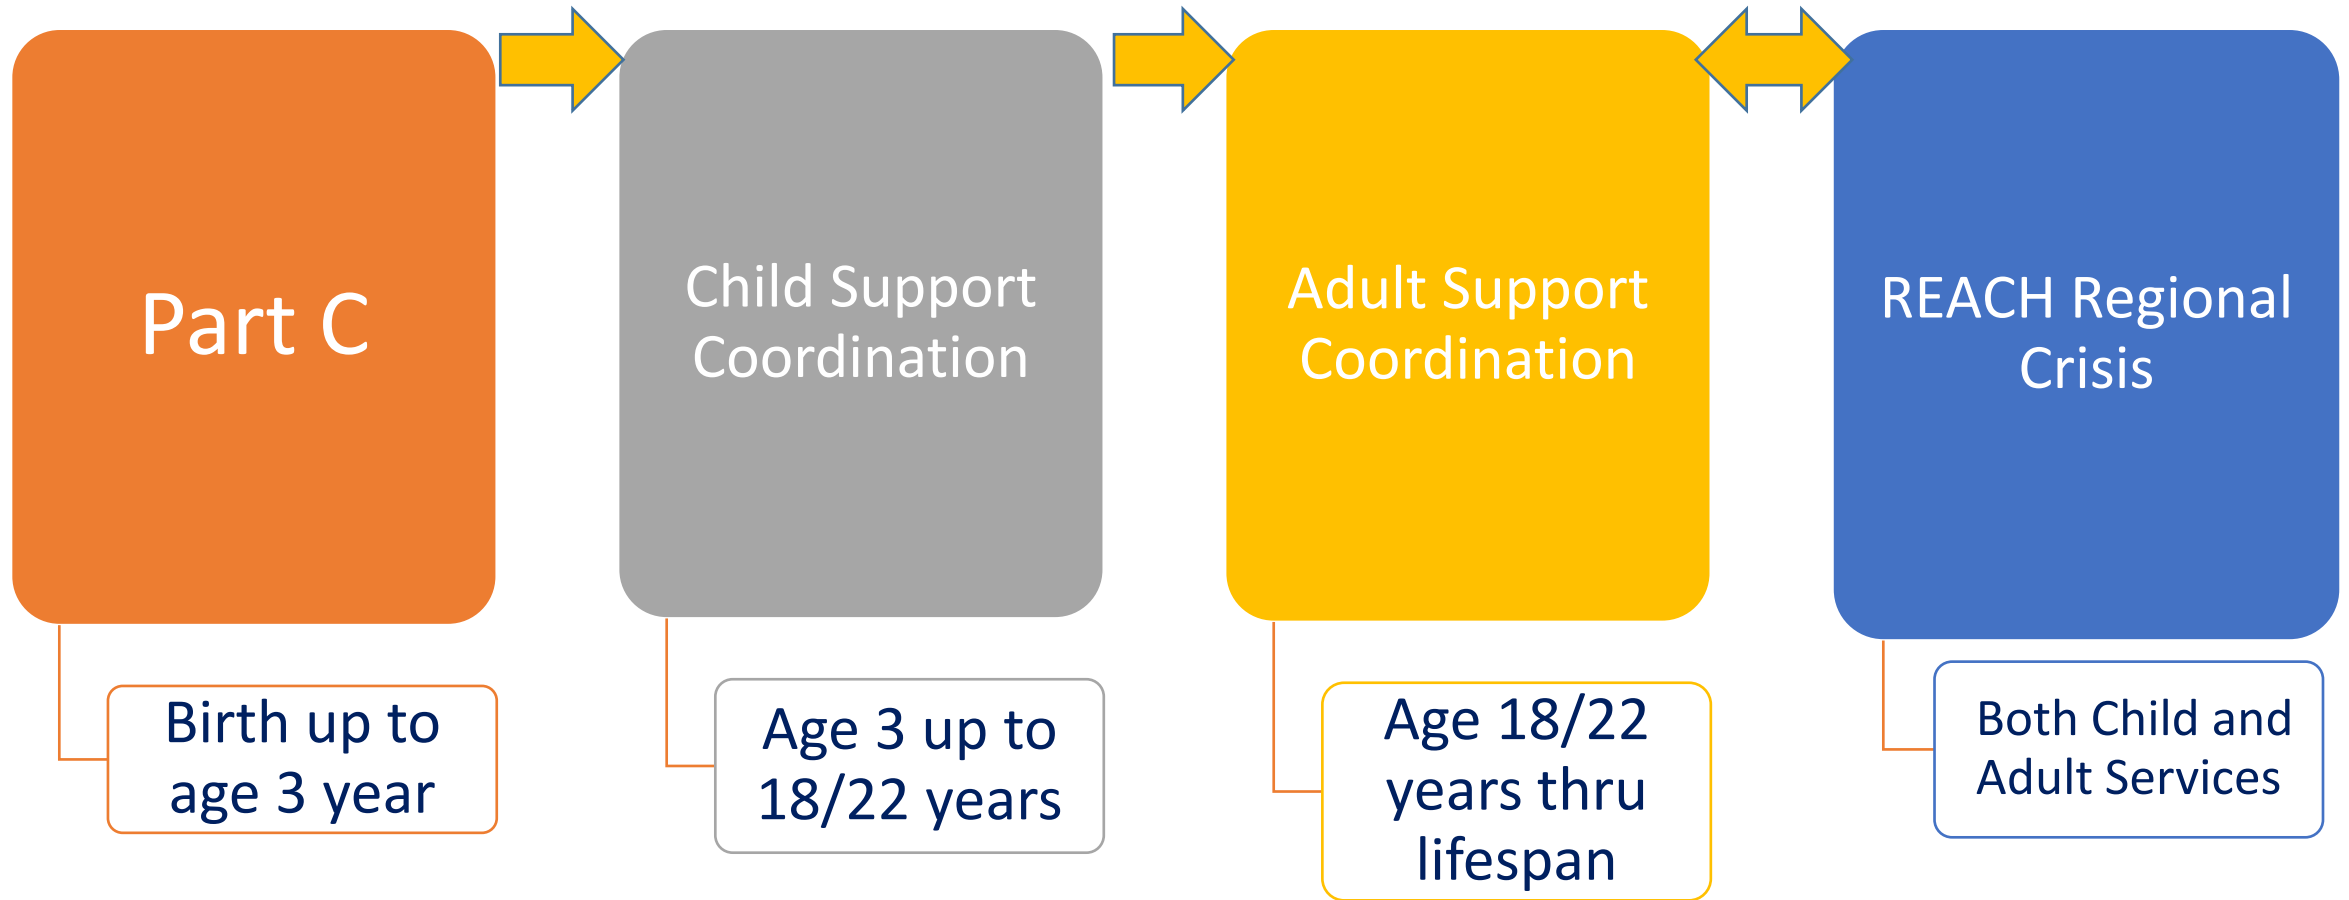 Part C
Child Support
Coordination
Adult Support
Coordination
REACH Regional
Crisis
Birth up to
age 3 year
Age 3 up to
18/22 years
Age 18/22
years thru
lifespan
Both Child and
Adult Services